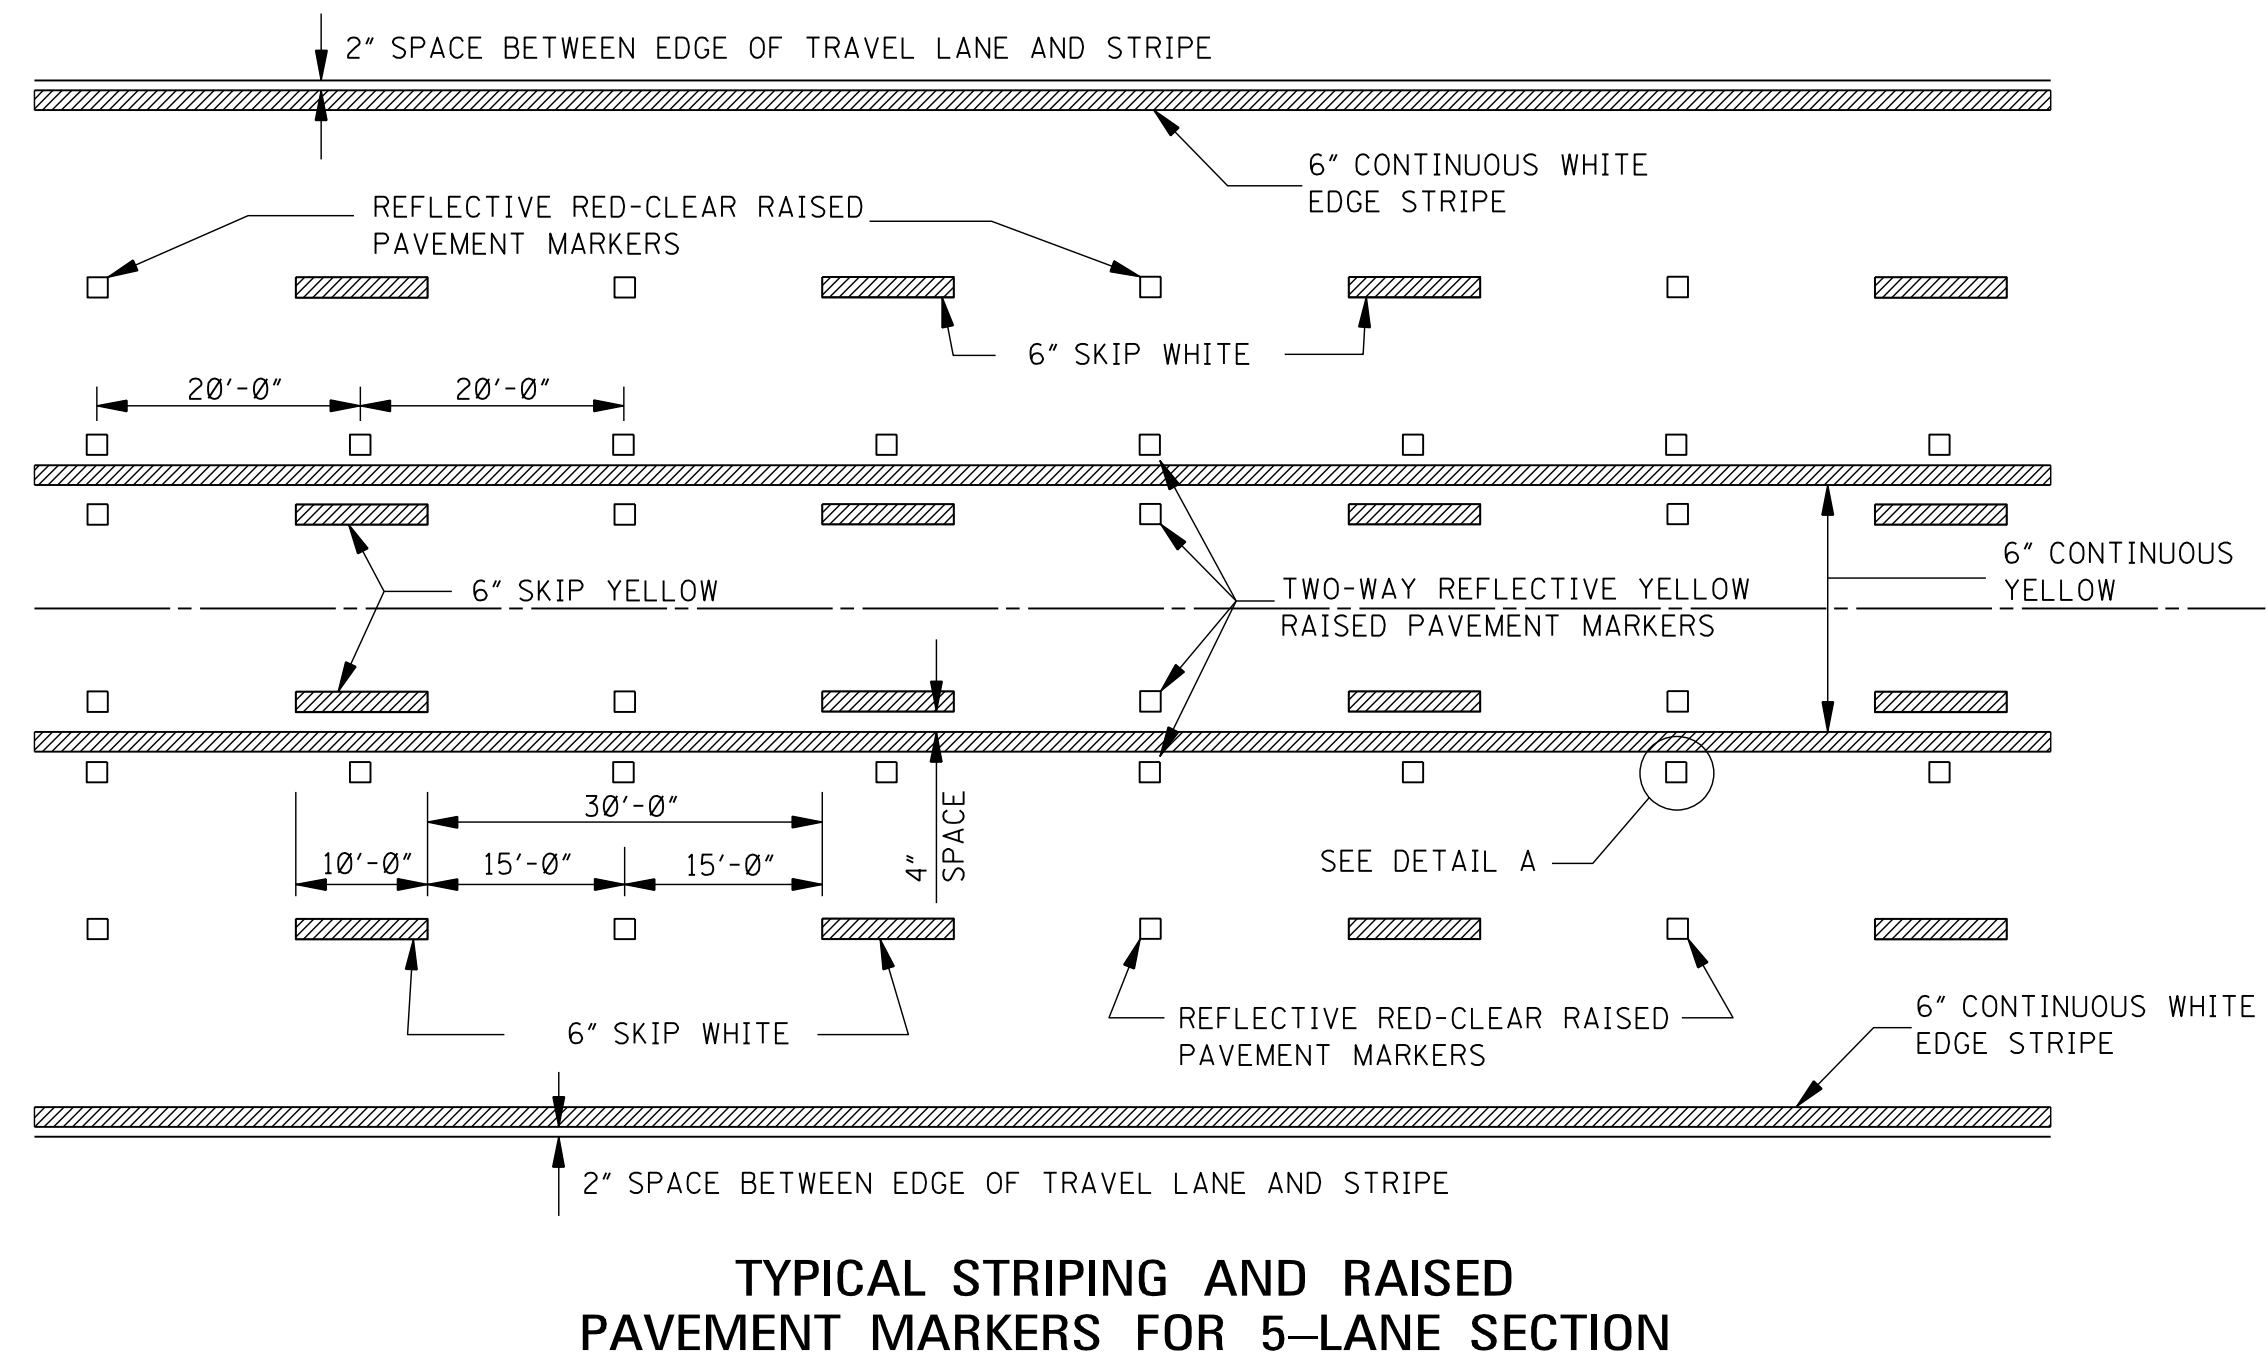 2" SPACE BETWEEN EDGE OF TRAVEL LANE AND STRIPE
6" CONTINUOUS WHITE
EDGE STRIPE
REFLECTIVE RED-CLEAR RAISED
PAVEMENT MARKERS
6" SKIP WHITE
20'-0"
20'-0"
6" CONTINUOUS
YELLOW
6" SKIP YELLOW
TWO-WAY REFLECTIVE YELLOW
RAISED PAVEMENT MARKERS
30'-0"
10'-0"
15'-0"
15'-0"
4"
SPACE
SEE DETAIL A
6" SKIP WHITE
REFLECTIVE RED-CLEAR RAISED
PAVEMENT MARKERS
6" CONTINUOUS WHITE
EDGE STRIPE
2" SPACE BETWEEN EDGE OF TRAVEL LANE AND STRIPE
TYPICAL STRIPING AND RAISED
PAVEMENT MARKERS FOR 5–LANE SECTION